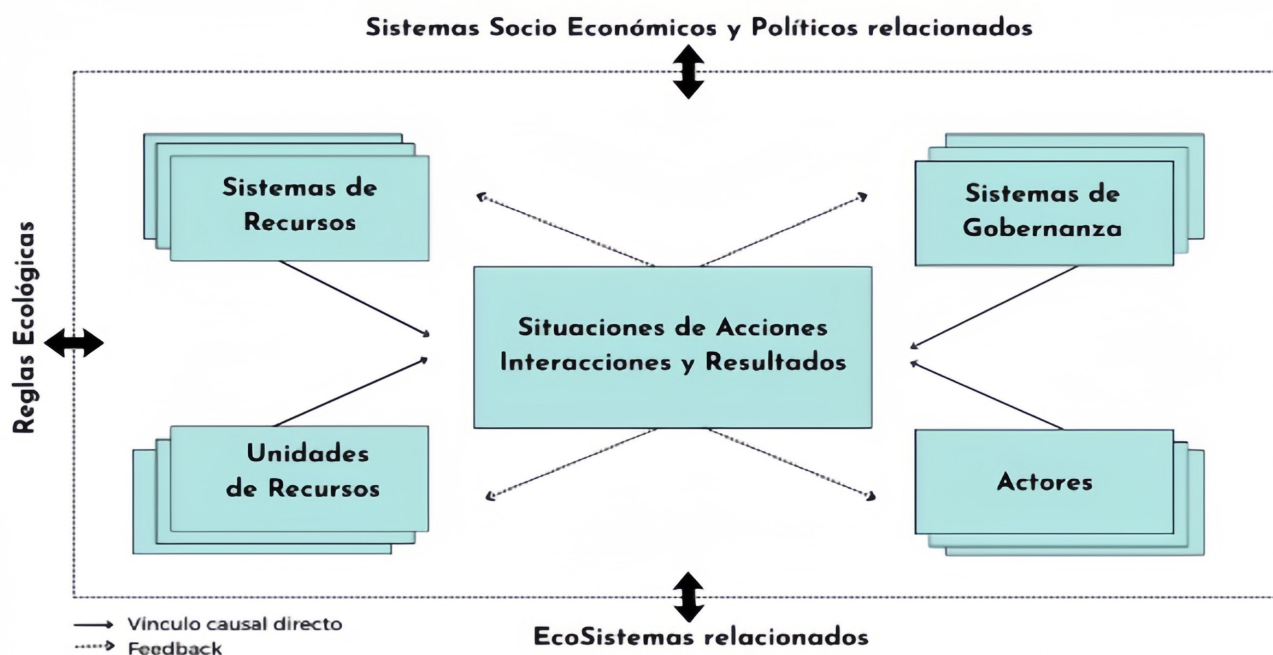 Sistemas Socio Económicos y Políticos relacionados
Sistemas de
Recursos
Sistemas de
Gobernanza
Reglas Ecológicas
Situaciones de Acciones
Interacciones y Resultados
Unidades
de Recursos
Actores
Vínculo causal directo
Feedback
EcoSistemas relacionados